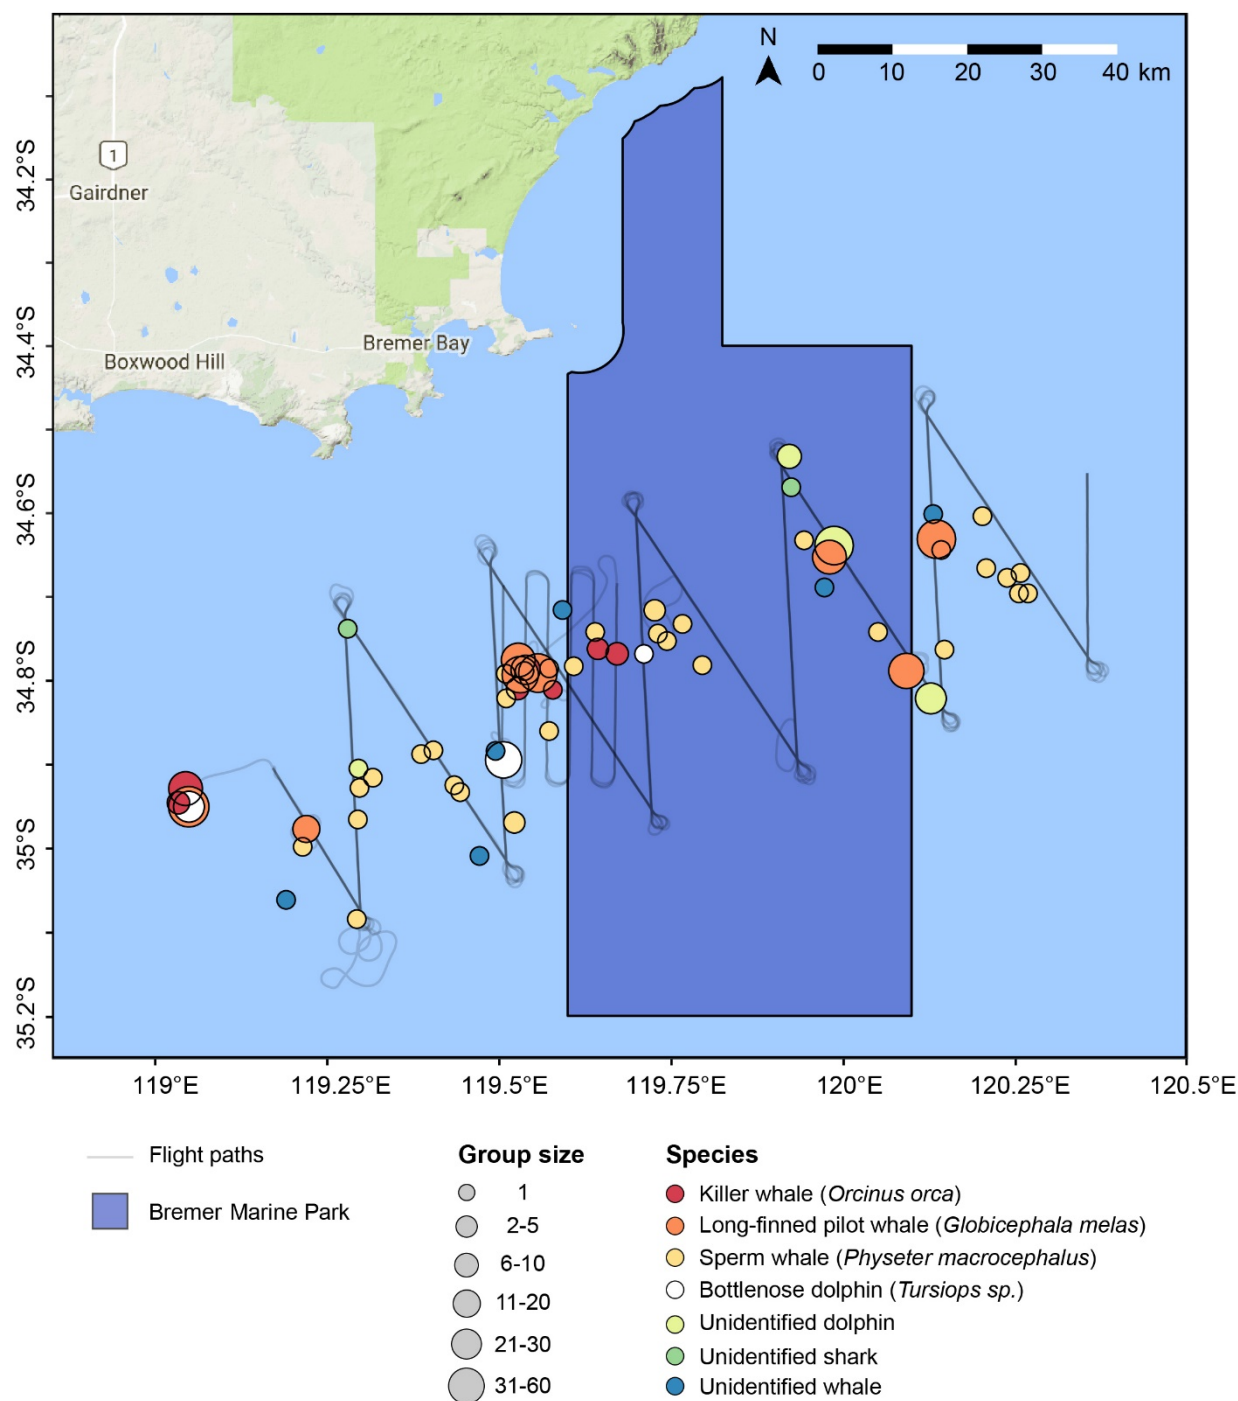 N
0 10 20 30 40 km
1
Gairdner
Bremer Bay
Boxwood Hill
34.2°S
34.4°S
34.6°S
34.8°S
35°S
35.2°S
119°E 119.25°E 119.5°E 119.75°E 120°E 120.25°E 120.5°E
Flight paths
Bremer Marine Park
Group size
1
2-5
6-10
11-20
21-30
31-60
Species
Killer whale (Orcinus orca)
Long-finned pilot whale (Globicephala melas)
Sperm whale (Physeter macrocephalus)
Bottlenose dolphin (Tursiops sp.)
Unidentified dolphin
Unidentified shark
Unidentified whale